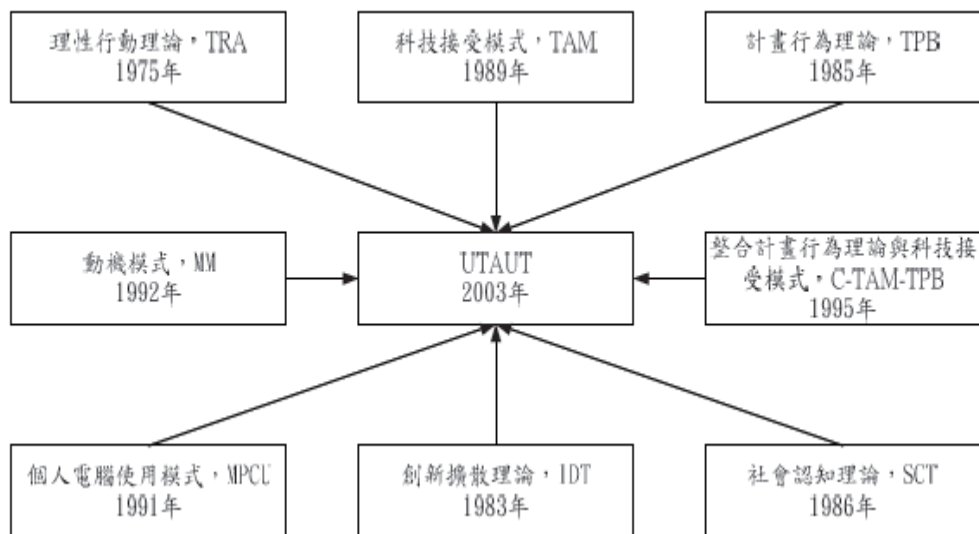 理性行動理論，TRA
1975年
科技接受模式，TAM
1989年
計畫行為理論，TPB
1985年
動機模式，MM
1992年
UTAUT
2003年
整合計畫行為理論與科技接
受模式，C-TAM-TPB
1995年
個人電腦使用模式，MPCU
1991年
創新擴散理論，IDT
1983年
社會認知理論，SCT
1986年